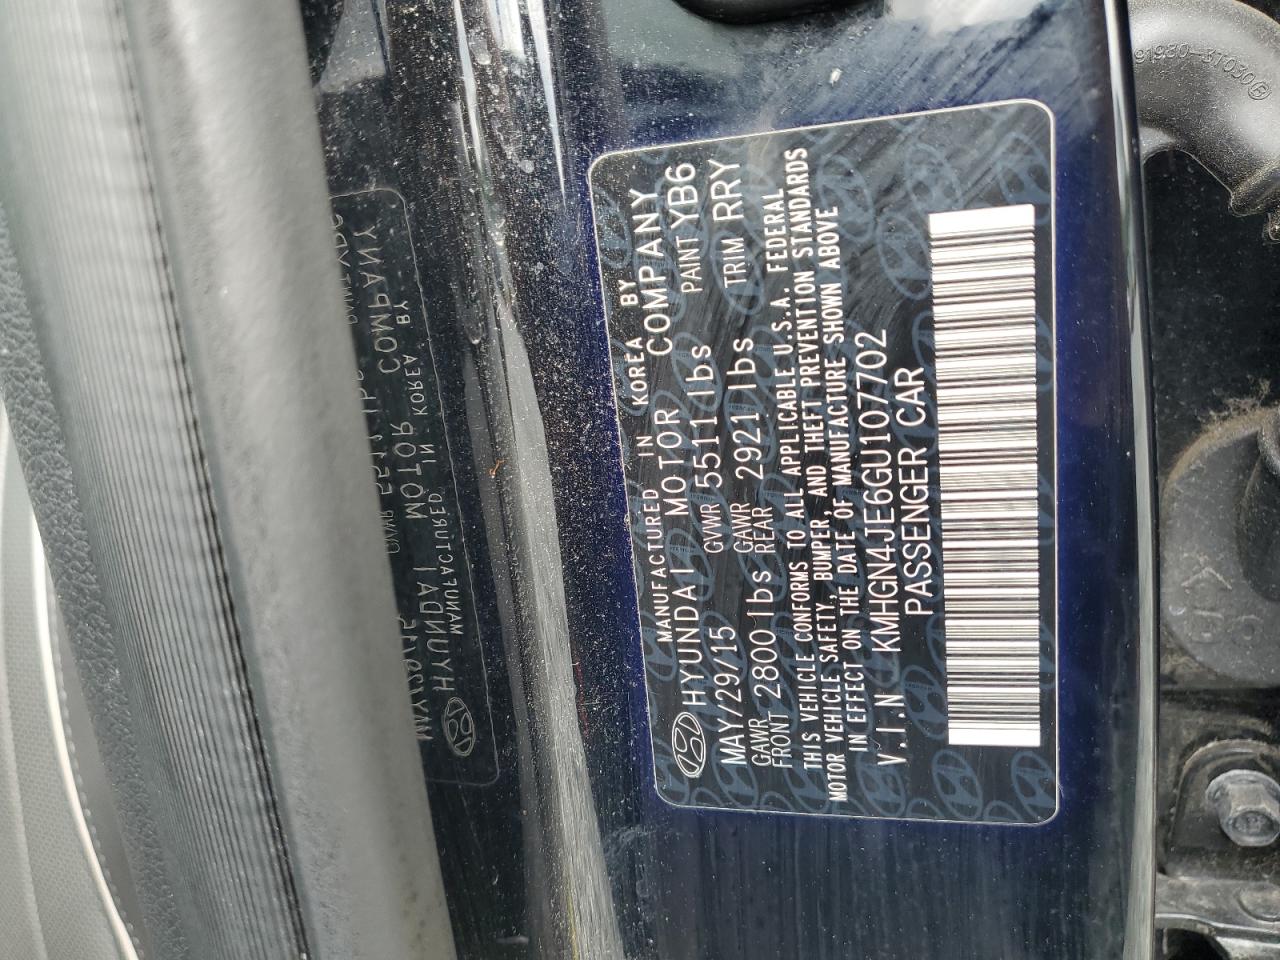 MANUFACTURED IN KOREA BY
HYUNDAI MOTOR COMPANY
MAY/29/15 GVWR 5511 lbs PAINT YB6
GAWR FRONT 2800 lbs GAWR REAR 2921 lbs TRIM RRY
THIS VEHICLE CONFORMS TO ALL APPLICABLE U.S.A. FEDERAL
MOTOR VEHICLE SAFETY, BUMPER, AND THEFT PREVENTION STANDARDS
IN EFFECT ON THE DATE OF MANUFACTURE SHOWN ABOVE
V.I.N KMHGN4JE6GU107702
PASSENGER CAR
91980-3T030